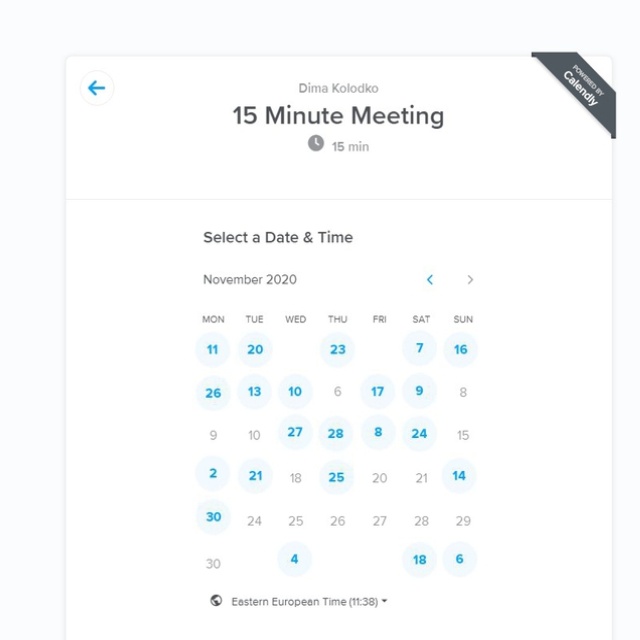 POWERED BY
Calendly
Dima Kolodko
15 Minute Meeting
15 min
Select a Date & Time
November 2020
MON TUE WED THU FRI SAT SUN
11 20 23 7 16
26 13 10 6 17 9 8
9 10 27 28 8 24 15
2 21 18 25 20 21 14
30 24 25 26 27 28 29
30 4 18 6
Eastern European Time (11:38)